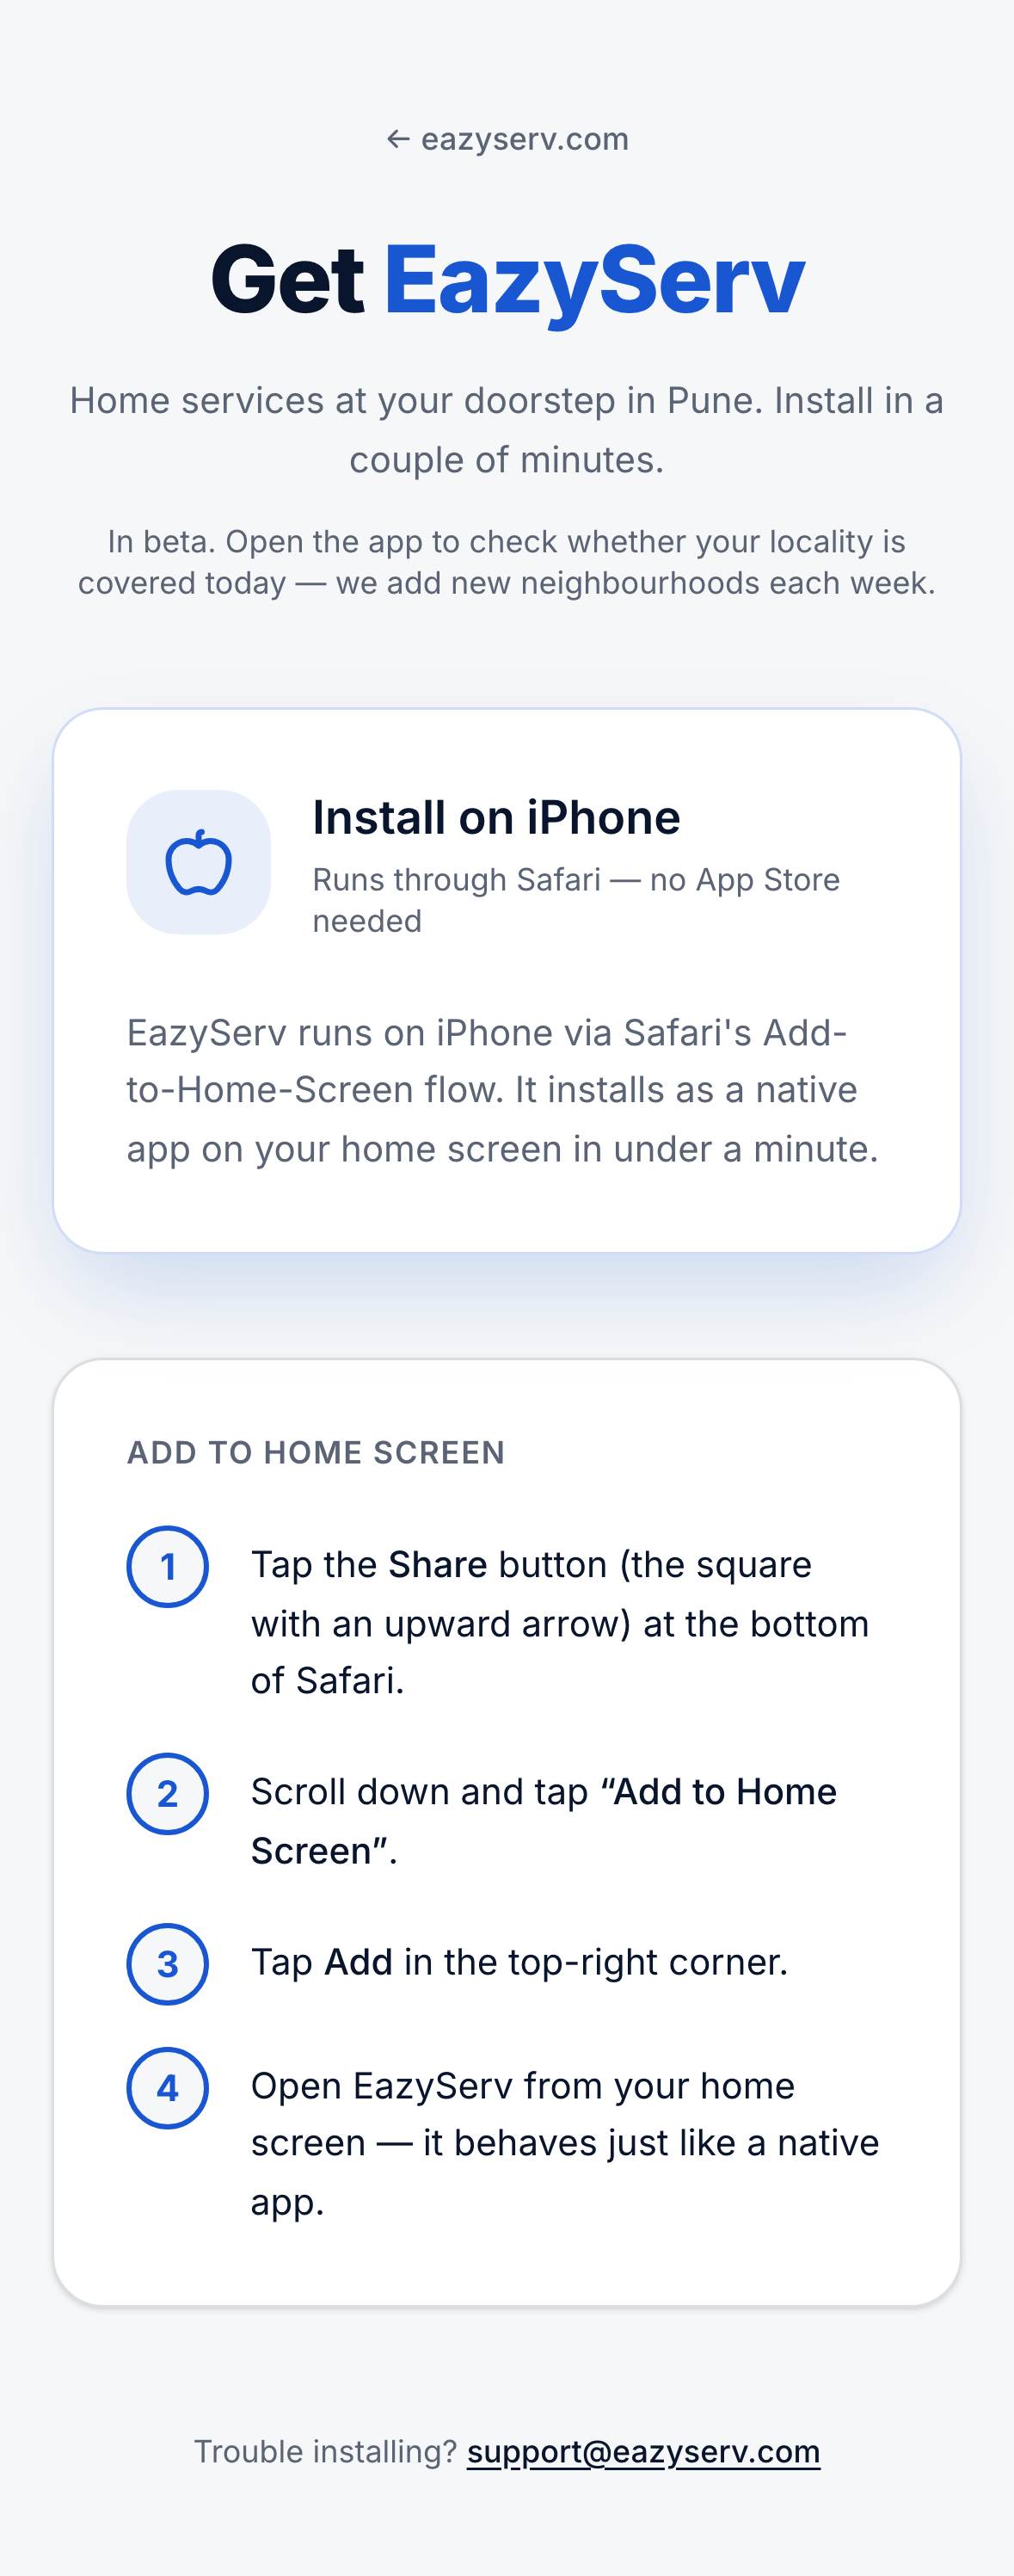 ← eazyserv.com
Get EazyServ
Home services at your doorstep in Pune. Install in a
couple of minutes.
In beta. Open the app to check whether your locality is
covered today — we add new neighbourhoods each week.
Install on iPhone
Runs through Safari — no App Store
needed
EazyServ runs on iPhone via Safari's Add-
to-Home-Screen flow. It installs as a native
app on your home screen in under a minute.
ADD TO HOME SCREEN
1 Tap the Share button (the square
with an upward arrow) at the bottom
of Safari.
2 Scroll down and tap “Add to Home
Screen”.
3 Tap Add in the top-right corner.
4 Open EazyServ from your home
screen — it behaves just like a native
app.
Trouble installing? support@eazyserv.com